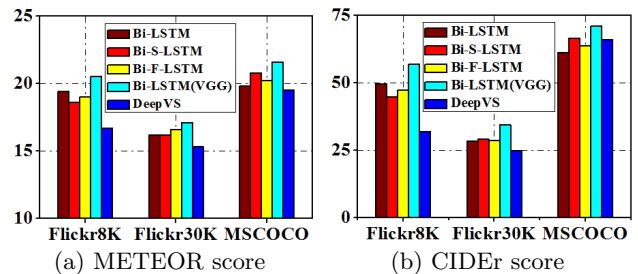 25
20
15
10
Bi-LSTM
Bi-S-LSTM
Bi-F-LSTM
Bi-LSTM(VGG)
DeepVS
Flickr8K Flickr30K MSCOCO
(a) METEOR score
75
50
25
0
Bi-LSTM
Bi-S-LSTM
Bi-F-LSTM
Bi-LSTM(VGG)
DeepVS
Flickr8K Flickr30K MSCOCO
(b) CIDEr score